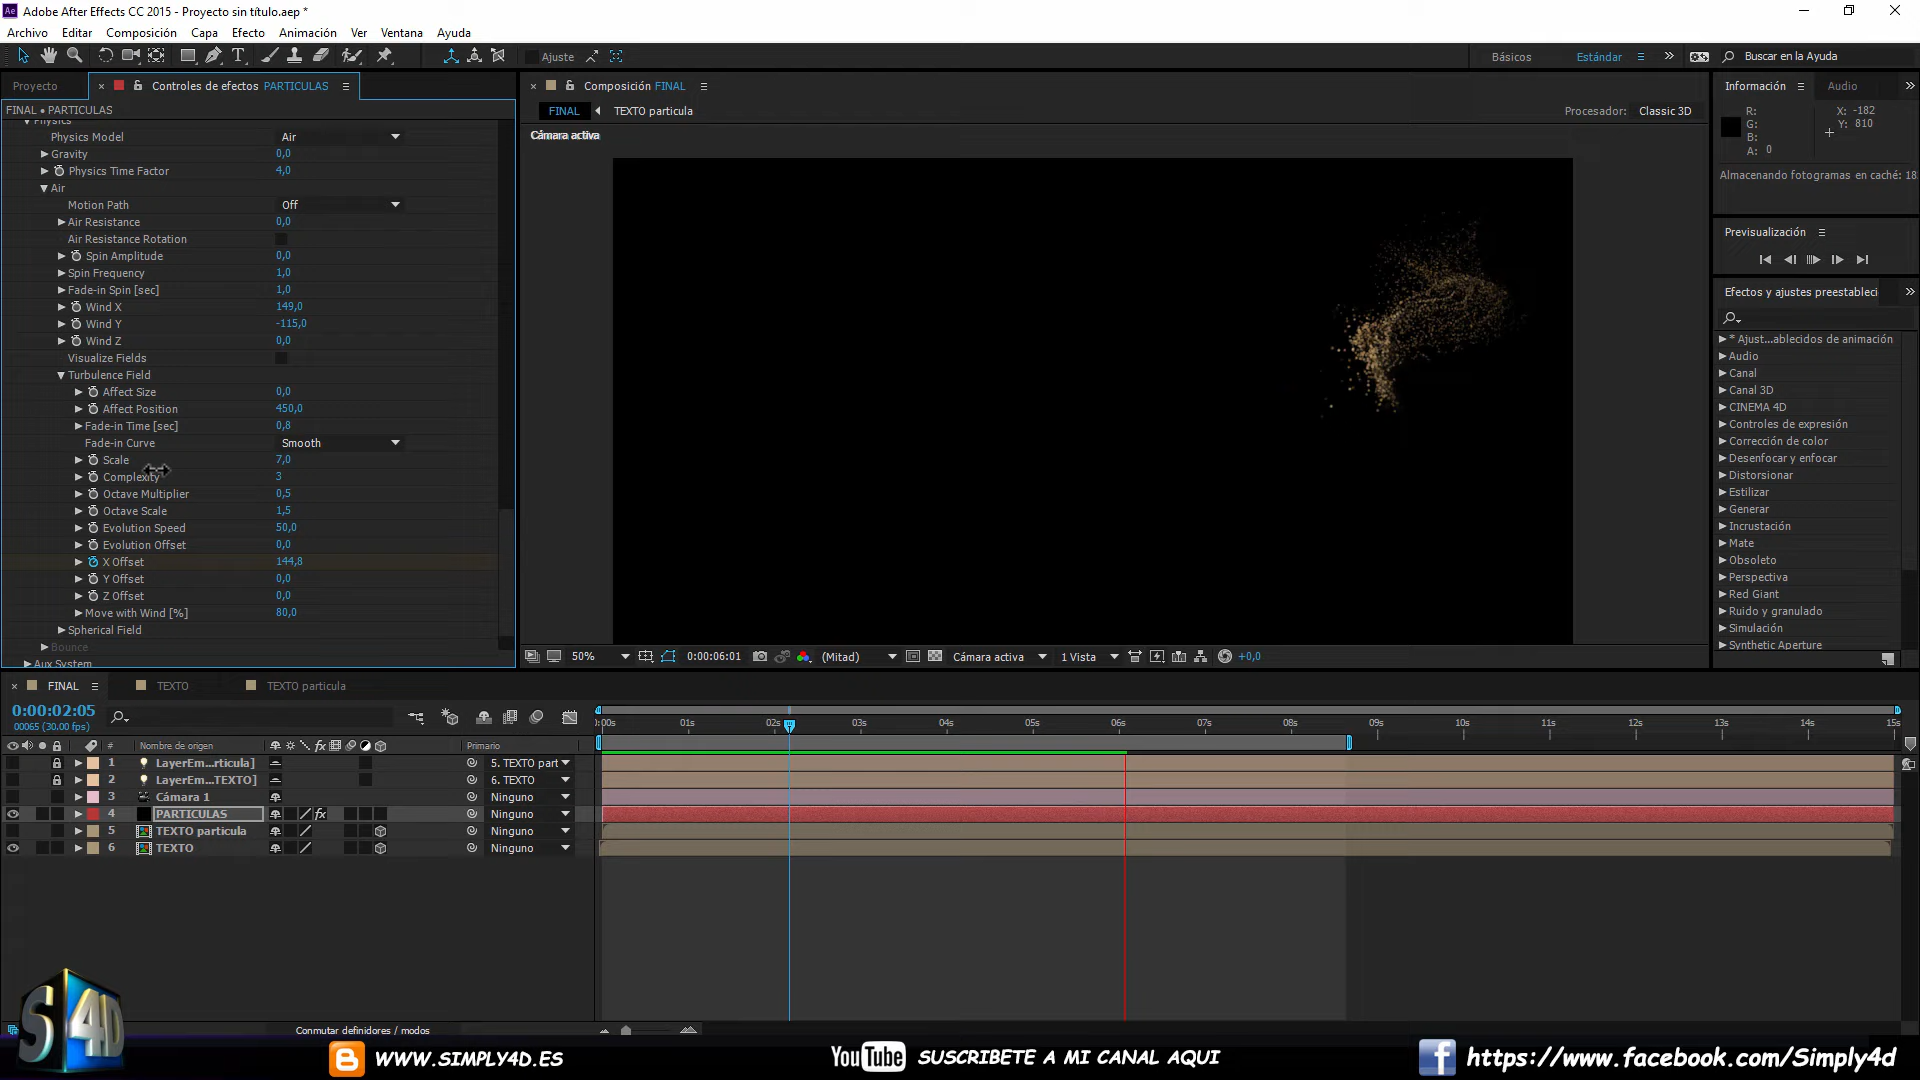 Ae Adobe After Effects CC 2015 - Proyecto sin título.aep *
Archivo Editar Composición Capa Efecto Animación Ver Ventana Ayuda
Ajuste Básicos Estándar Buscar en la Ayuda
Proyecto Controles de efectos PARTICULAS
Composición FINAL
Información Audio
FINAL • PARTICULAS
FINAL TEXTO particula Procesador: Classic 3D
Cámara activa
R: X: -182
G: Y: 810
B:
A: 0
Almacenando fotogramas en caché: 18
Physics
Physics Model Air
Gravity 0,0
Physics Time Factor 4,0
Air
Motion Path Off
Air Resistance 0,0
Air Resistance Rotation
Spin Amplitude 0,0
Spin Frequency 1,0
Fade-in Spin [sec] 1,0
Wind X 149,0
Wind Y -115,0
Wind Z 0,0
Visualize Fields
Turbulence Field
Affect Size 0,0
Affect Position 450,0
Fade-in Time [sec] 0,8
Fade-in Curve Smooth
Scale 7,0
Complexity 3
Octave Multiplier 0,5
Octave Scale 1,5
Evolution Speed 50,0
Evolution Offset 0,0
X Offset 144,8
Y Offset 0,0
Z Offset 0,0
Move with Wind [%] 80,0
Spherical Field
Bounce
Aux System
Previsualización
Efectos y ajustes preestableci
* Ajust...ablecidos de animación
Audio
Canal
Canal 3D
CINEMA 4D
Controles de expresión
Corrección de color
Desenfocar y enfocar
Distorsionar
Estilizar
Generar
Incrustación
Mate
Obsoleto
Perspectiva
Red Giant
Ruido y granulado
Simulación
Synthetic Aperture
50% 0:00:06:01 (Mitad) Cámara activa 1 Vista +0,0
FINAL TEXTO TEXTO particula
0:00:02:05
00065 (30.00 fps)
:00s 01s 02s 03s 04s 05s 06s 07s 08s 09s 10s 11s 12s 13s 14s 15s
# Nombre de origen fx Primario
1 LayerEm...rticula] 5. TEXTO part
2 LayerEm...TEXTO] 6. TEXTO
3 Cámara 1 Ninguno
4 PARTICULAS fx Ninguno
5 TEXTO particula Ninguno
6 TEXTO Ninguno
Conmutar definidores / modos
S 4D
WWW.SIMPLY4D.ES
YouTube SUSCRIBETE A MI CANAL AQUI
f https://www.facebook.com/Simply4d